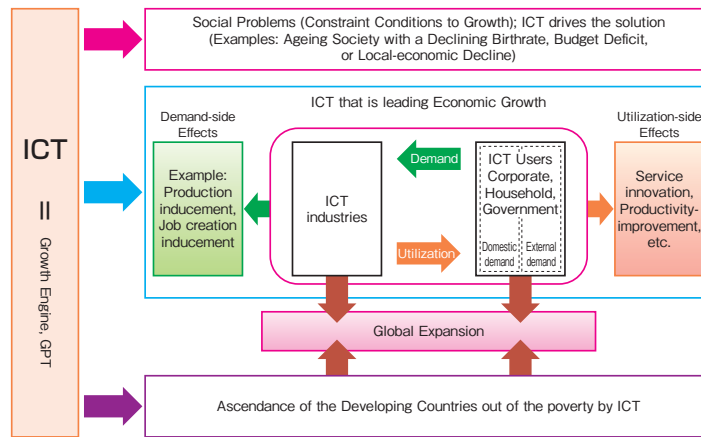 Social Problems (Constraint Conditions to Growth); ICT drives the solution
(Examples: Ageing Society with a Declining Birthrate, Budget Deficit,
or Local-economic Decline)
ICT
=
Growth Engine, GPT
ICT that is leading Economic Growth
Demand-side
Effects
Example:
Production
inducement,
Job creation
inducement
ICT
industries
Demand
Utilization
ICT Users
Corporate,
Household,
Government
Domestic
demand
External
demand
Utilization-side
Effects
Service
innovation,
Productivity-
improvement,
etc.
Global Expansion
Ascendance of the Developing Countries out of the poverty by ICT